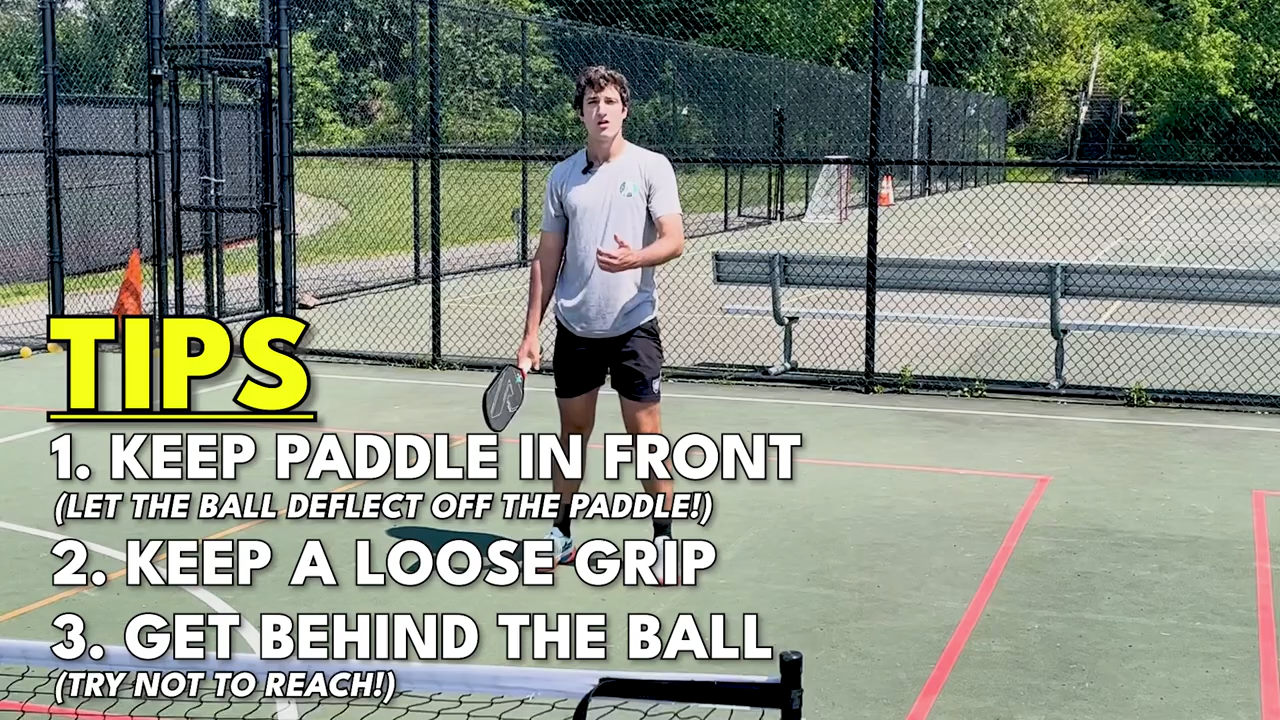 TIPS
1. KEEP PADDLE IN FRONT
(LET THE BALL DEFLECT OFF THE PADDLE!)
2. KEEP A LOOSE GRIP
3. GET BEHIND THE BALL
(TRY NOT TO REACH!)